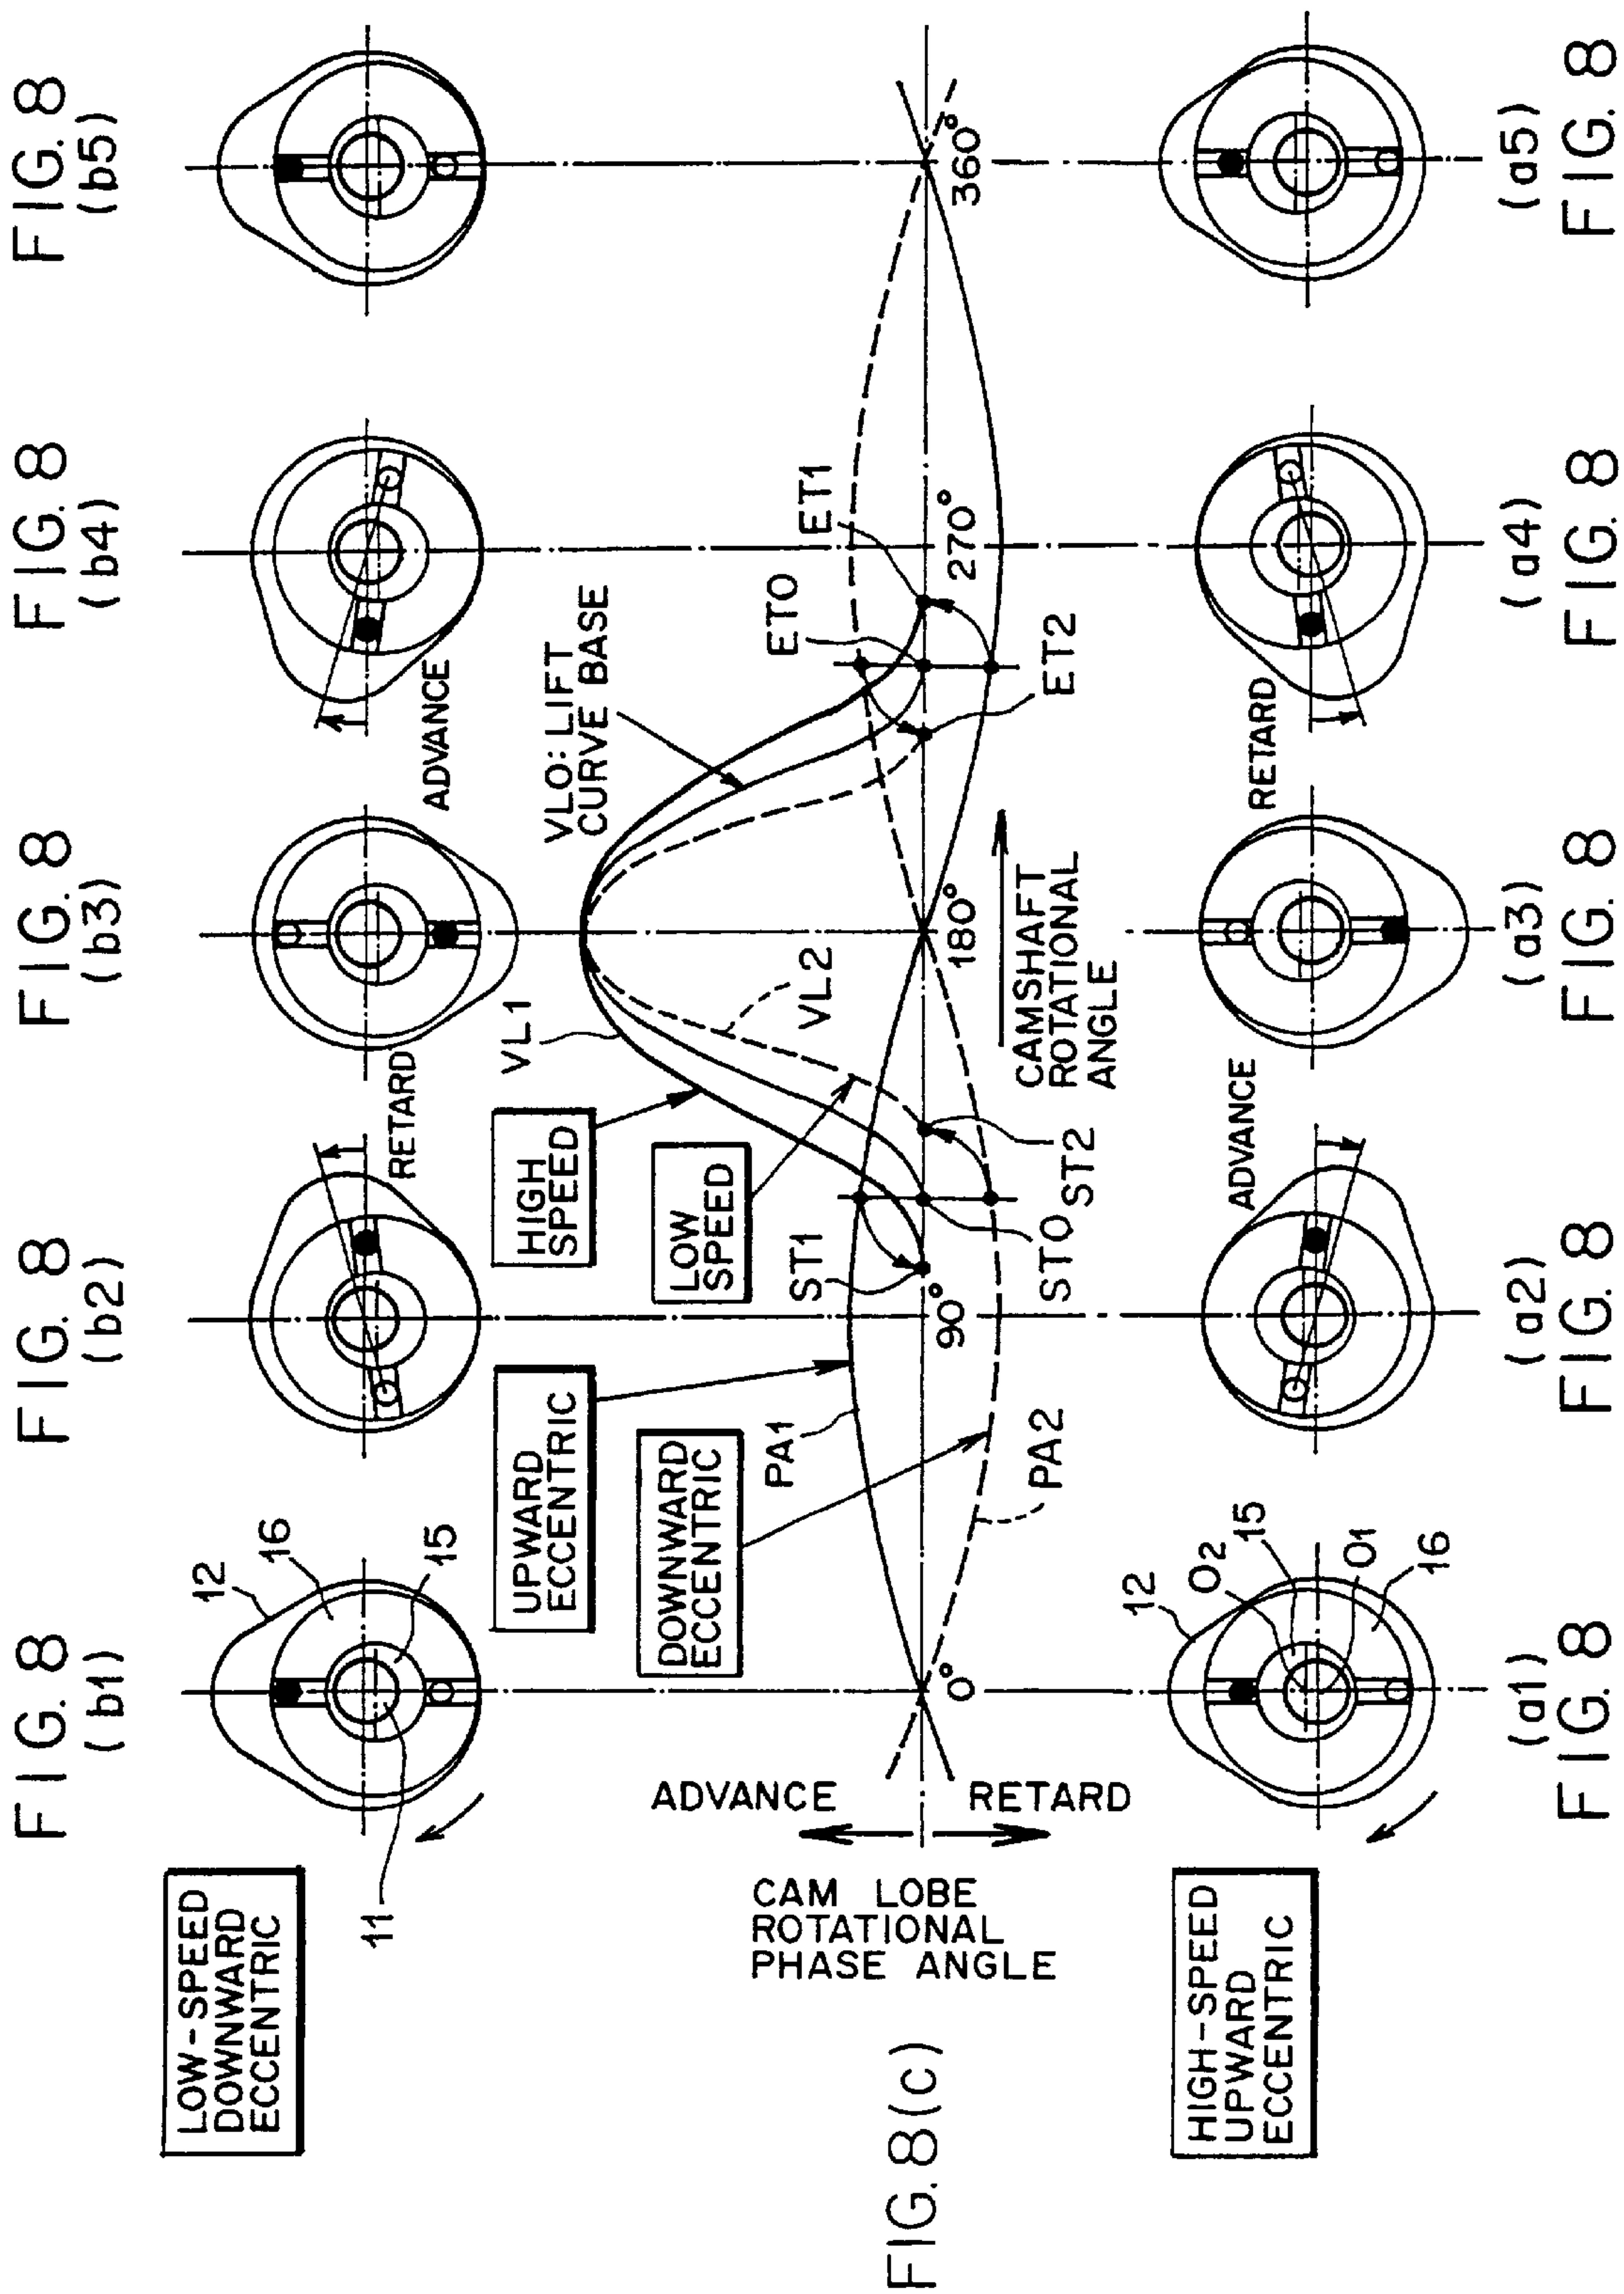 FIG. 8
(b1)
FIG. 8
(b2)
FIG. 8
(b3)
FIG. 8
(b4)
FIG. 8
(b5)
LOW-SPEED
DOWNWARD
ECCENTRIC
11
12
16
15
RETARD
ADVANCE
UPWARD
ECCENTRIC
DOWNWARD
ECCENTRIC
HIGH
SPEED
LOW
SPEED
VL1
VL2
VLO: LIFT
CURVE BASE
PA1
PA2
ST1
STO
ST2
ETO
ET1
ET2
ADVANCE
RETARD
0°
90°
180°
270°
360°
CAMSHAFT
ROTATIONAL
ANGLE
CAM LOBE
ROTATIONAL
PHASE ANGLE
FIG. 8(c)
HIGH-SPEED
UPWARD
ECCENTRIC
12
O2
15
O1
16
ADVANCE
RETARD
(a1)
FIG. 8
(a2)
FIG. 8
(a3)
FIG. 8
(a4)
FIG. 8
(a5)
FIG. 8